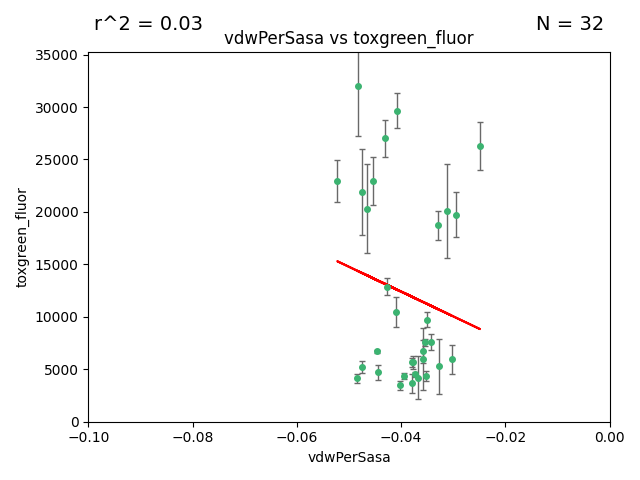 r^2 = 0.03
N = 32
vdwPerSasa vs toxgreen_fluor
35000
30000
25000
20000
15000
10000
5000
0
toxgreen_fluor
−0.10
−0.08
−0.06
−0.04
−0.02
0.00
vdwPerSasa